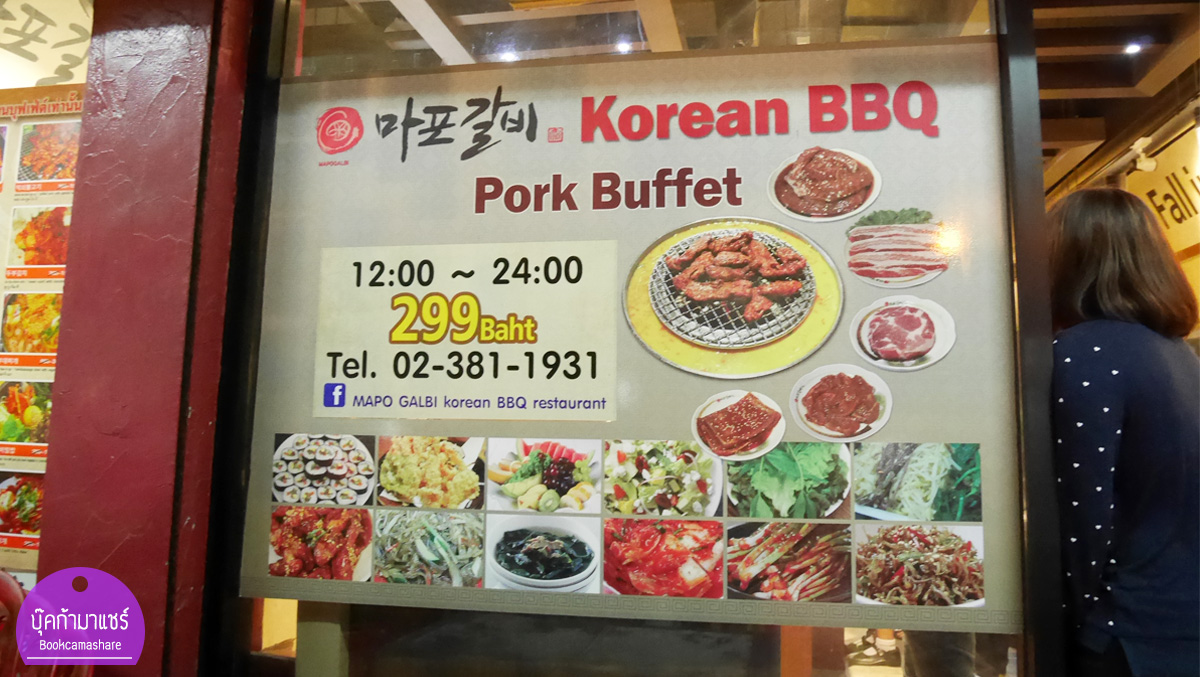 마포갈비 Korean BBQ
MAPOGALBI
Pork Buffet
12:00 ~ 24:00
299Baht
Tel. 02-381-1931
f MAPO GALBI korean BBQ restaurant
Fall i
บุ๊คก้ามาแชร์
Bookcamashare